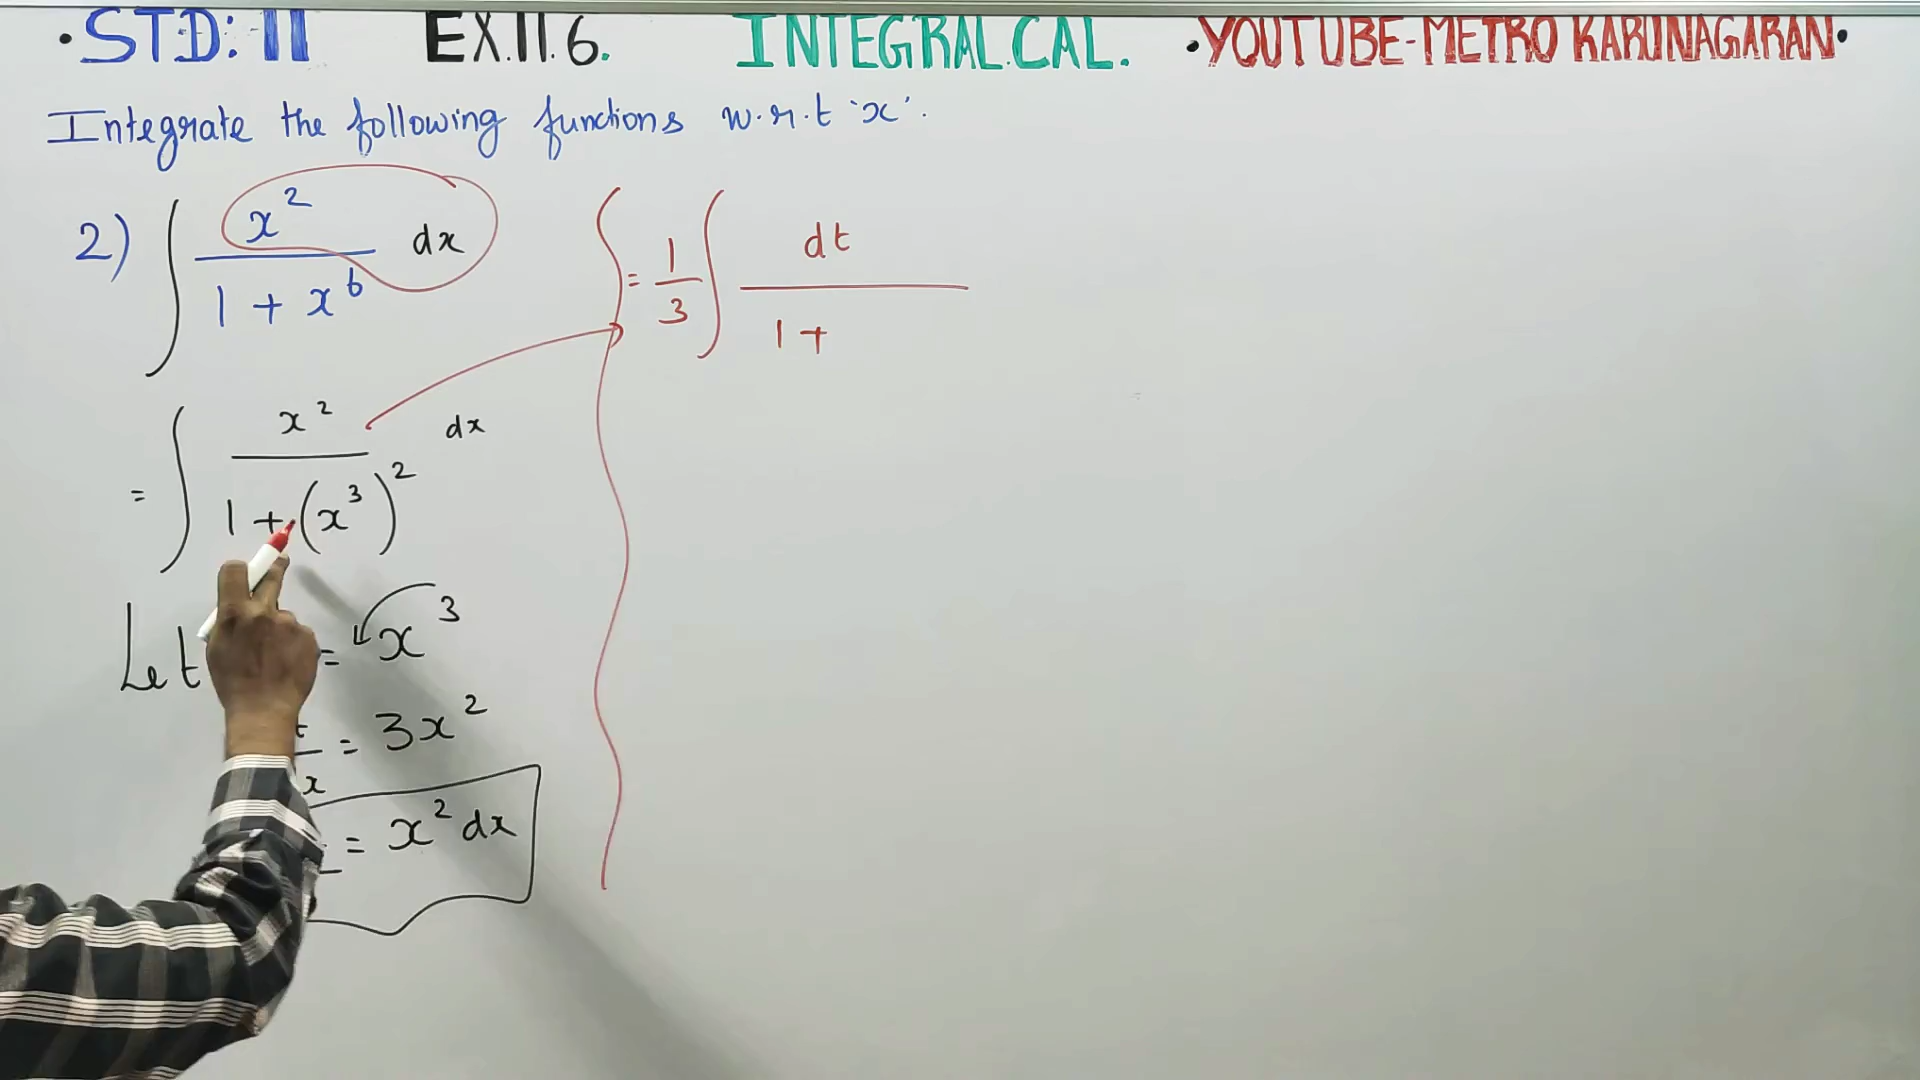 • STD: 11 EX.11.6. INTEGRAL.CAL. • YOUTUBE-METRO KARUNAGARAN •
Integrate the following functions w.r.t 'x'.
2) ∫ x² / (1 + x⁶) dx
= ∫ x² / (1 + (x³)²) dx
Let = x³
= 3x²
x
= x² dx
= 1/3 ∫ dt / 1 +